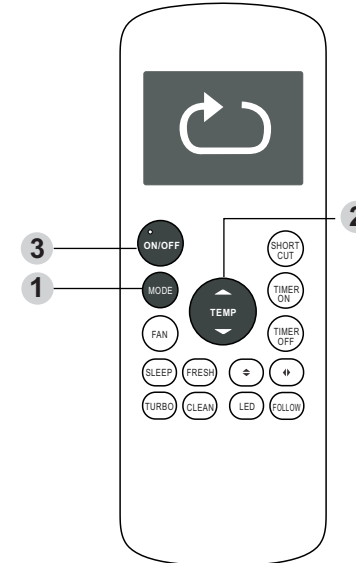 2
3
ON/OFF
SHORT
CUT
1
MODE
TEMP
TIMER
ON
FAN
TIMER
OFF
SLEEP
FRESH
TURBO
CLEAN
LED
FOLLOW